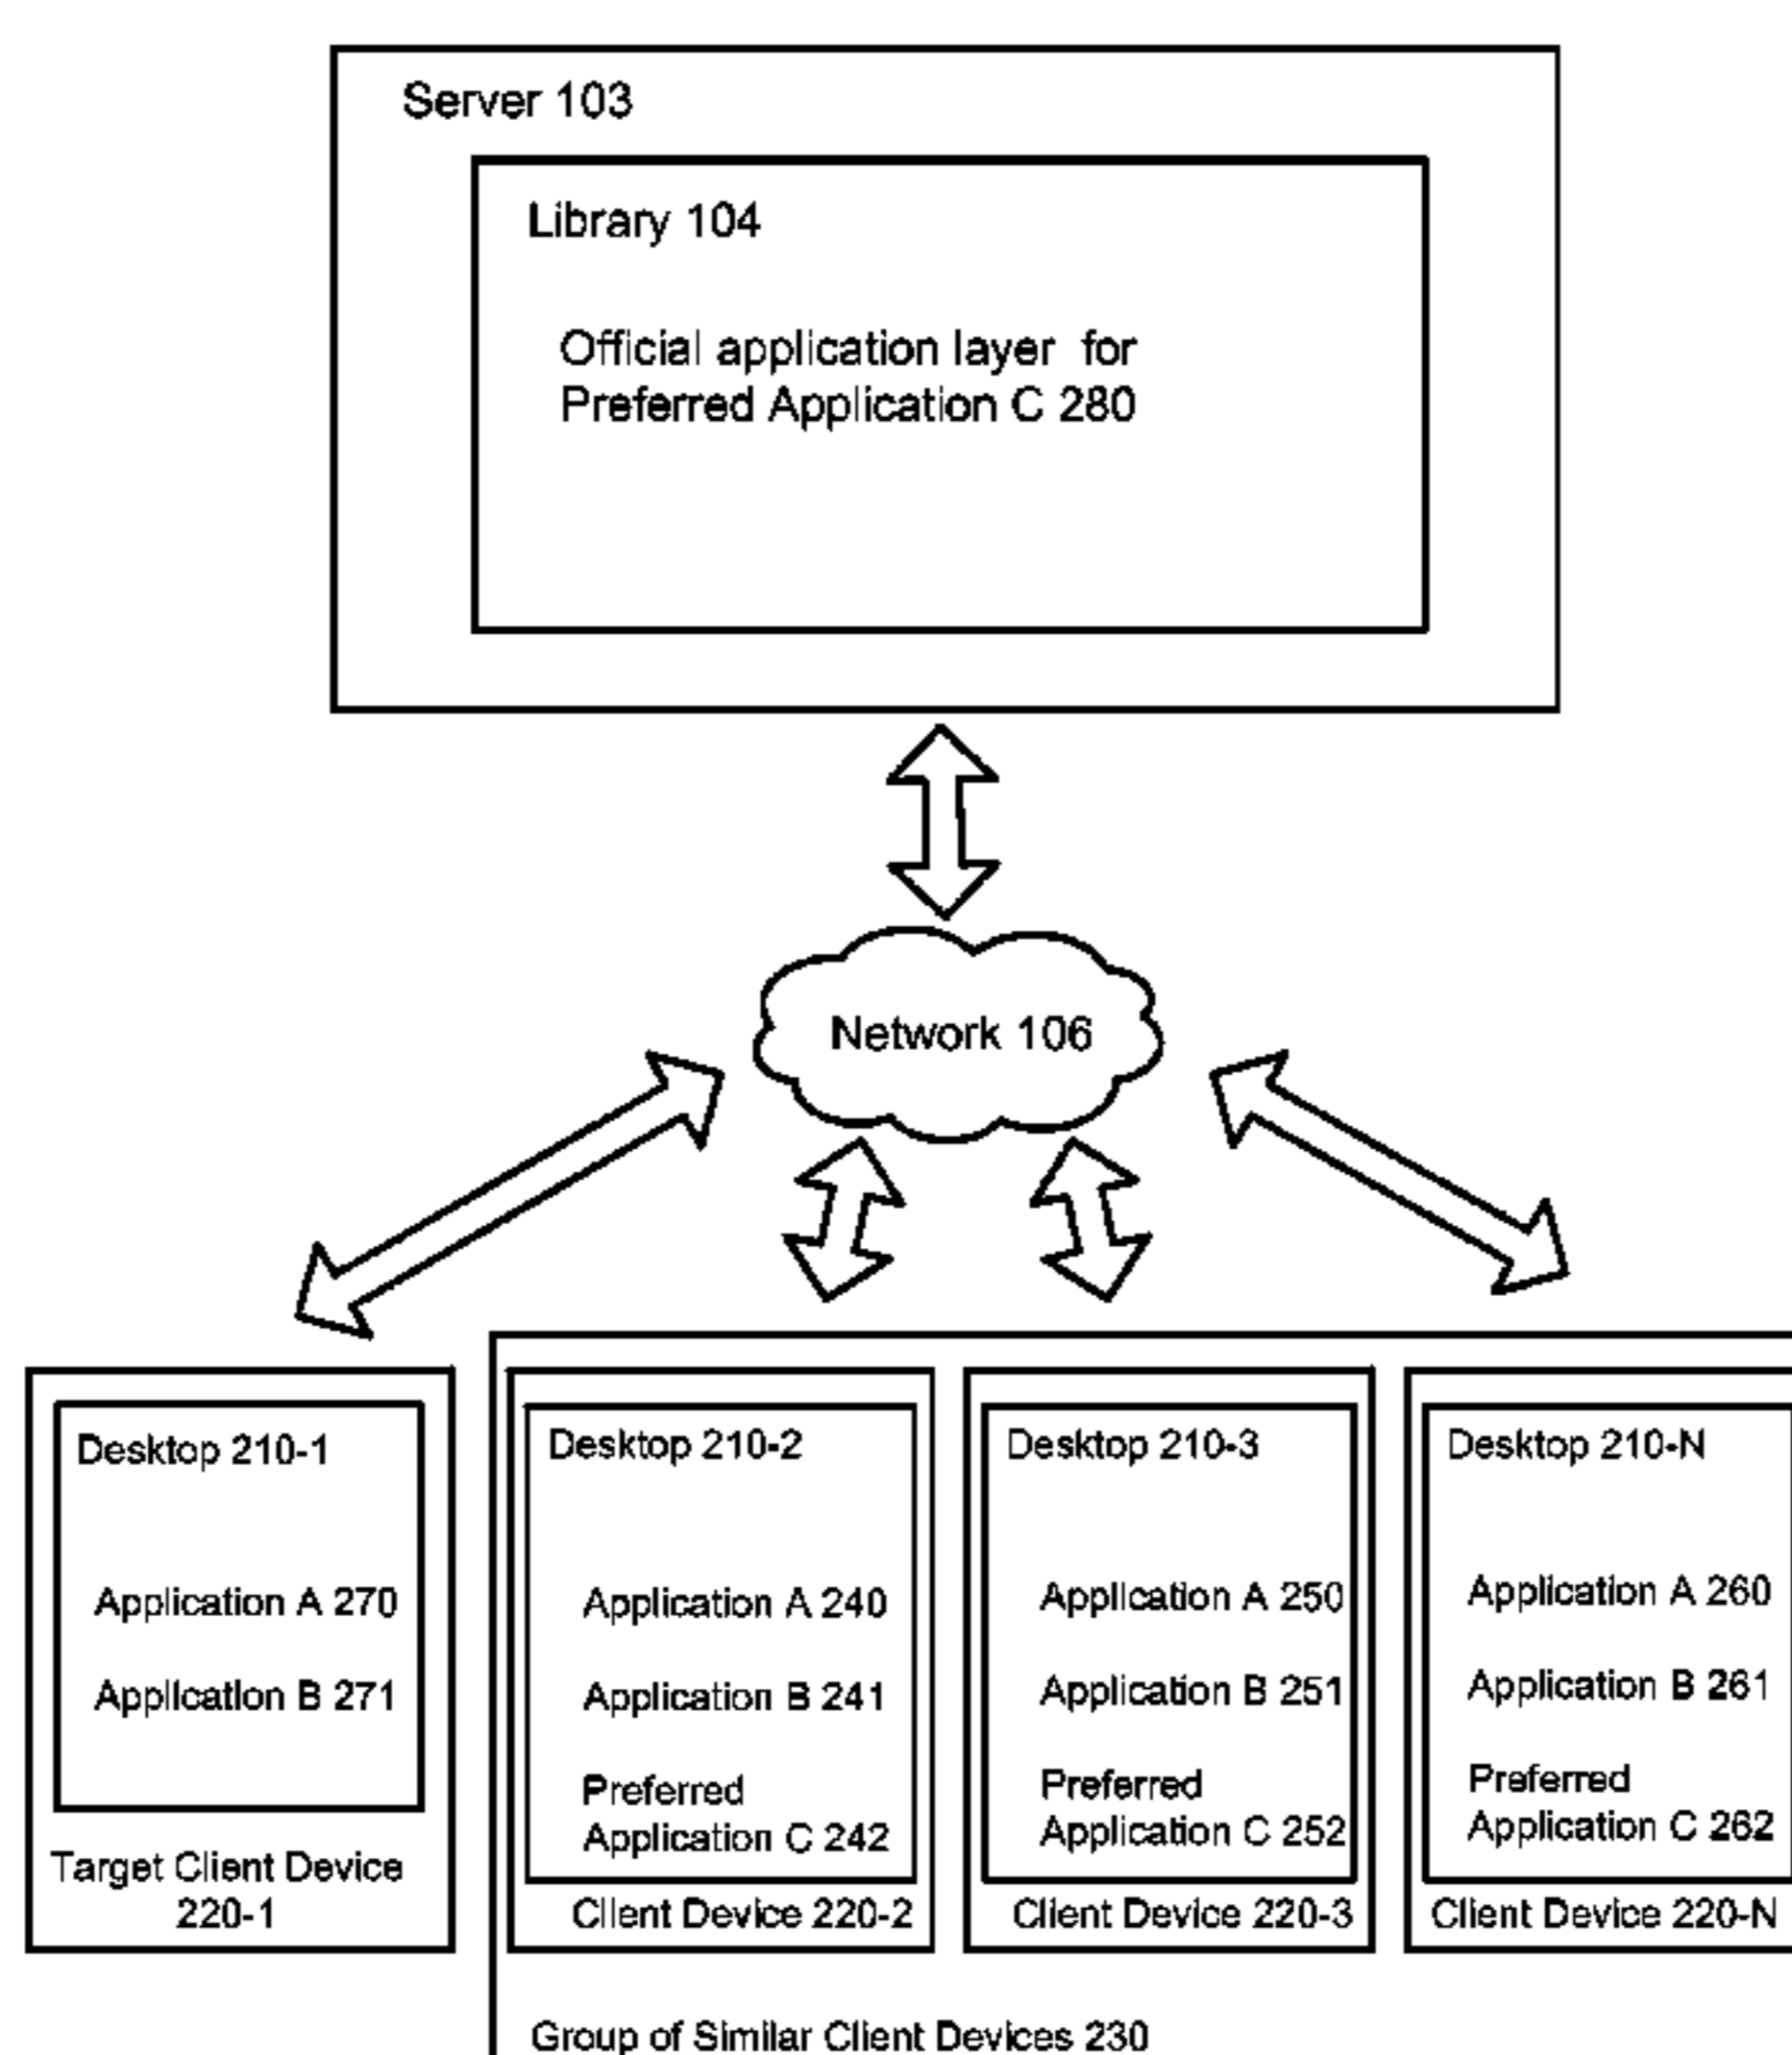 Server 103
Library 104
Official application layer for
Preferred Application C 280
Network 106
Desktop 210-1
Application A 270
Application B 271
Target Client Device
220-1
Desktop 210-2
Application A 240
Application B 241
Preferred
Application C 242
Client Device 220-2
Desktop 210-3
Application A 250
Application B 251
Preferred
Application C 252
Client Device 220-3
Desktop 210-N
Application A 260
Application B 261
Preferred
Application C 262
Client Device 220-N
Group of Similar Client Devices 230